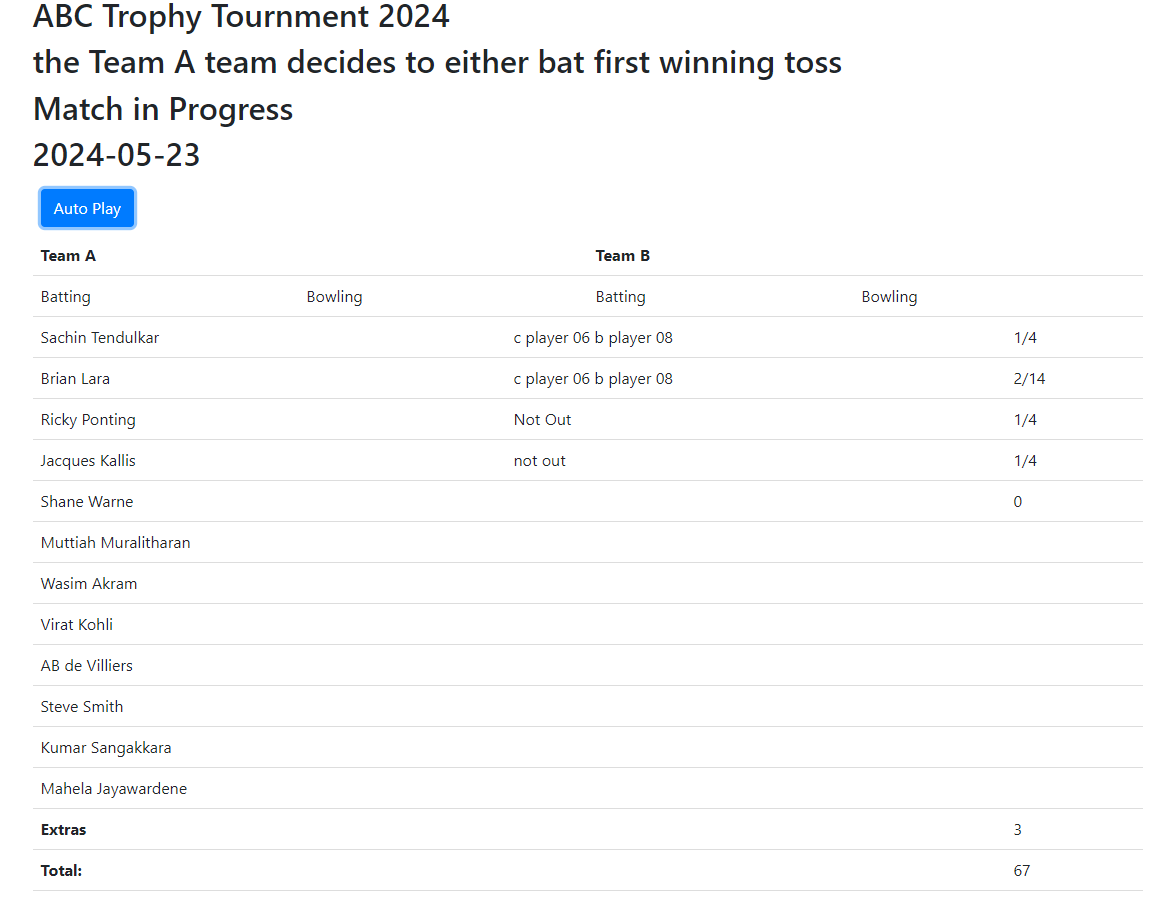 ABC Trophy Tournment 2024
the Team A team decides to either bat first winning toss
Match in Progress
2024-05-23
Auto Play
Team A Team B
Batting Bowling Batting Bowling
Sachin Tendulkar c player 06 b player 08 1/4
Brian Lara c player 06 b player 08 2/14
Ricky Ponting Not Out 1/4
Jacques Kallis not out 1/4
Shane Warne 0
Muttiah Muralitharan
Wasim Akram
Virat Kohli
AB de Villiers
Steve Smith
Kumar Sangakkara
Mahela Jayawardene
Extras 3
Total: 67